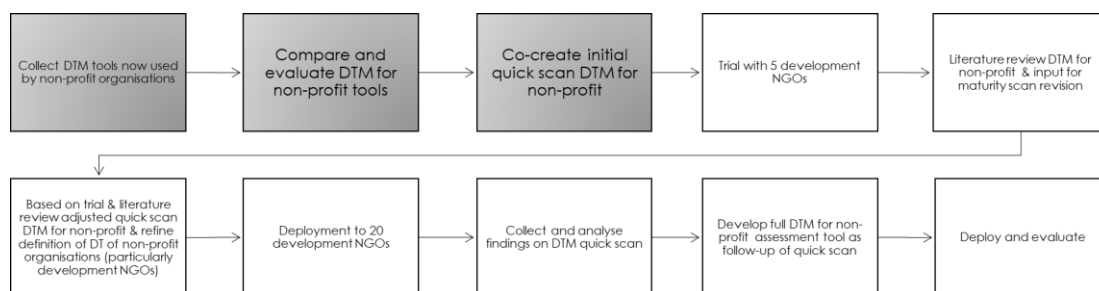 Collect DTM tools now used
by non-profit organisations
Compare and
evaluate DTM for
non-profit tools
Co-create initial
quick scan DTM for
non-profit
Trial with 5 development
NGOs
Literature review DTM for
non-profit & input for
maturity scan revision
Based on trial & literature
review adjusted quick scan
DTM for non-profit & refine
definition of DT of non-profit
organisations (particularly
development NGOs)
Deployment to 20
development NGOs
Collect and analyse
findings on DTM quick scan
Develop full DTM for non-
profit assessment tool as
follow-up of quick scan
Deploy and evaluate